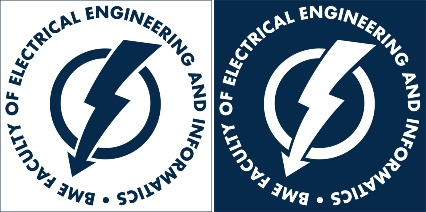 BME FACULTY OF ELECTRICAL ENGINEERING AND INFORMATICS •
BME FACULTY OF ELECTRICAL ENGINEERING AND INFORMATICS •